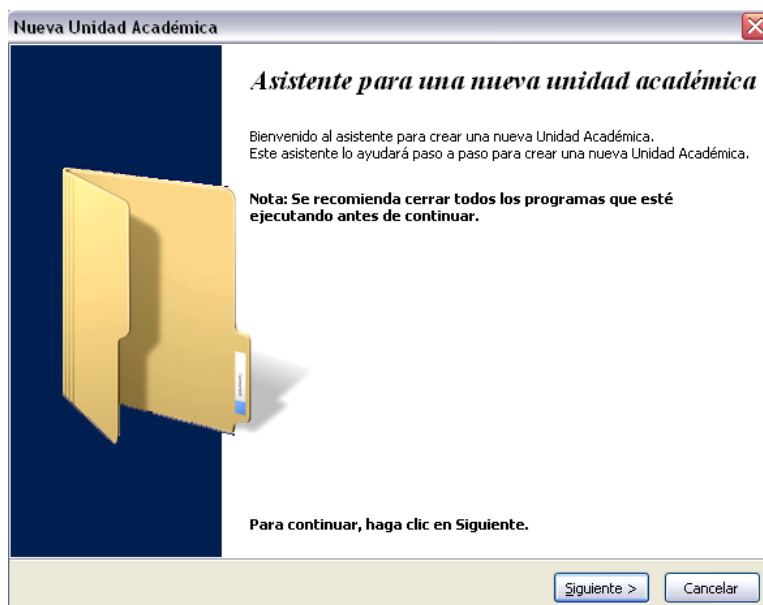 Nueva Unidad Académica
Asistente para una nueva unidad académica
Bienvenido al asistente para crear una nueva Unidad Académica.
Este asistente lo ayudará paso a paso para crear una nueva Unidad Académica.
Nota: Se recomienda cerrar todos los programas que esté
ejecutando antes de continuar.
Para continuar, haga clic en Siguiente.
Siguiente >
Cancelar